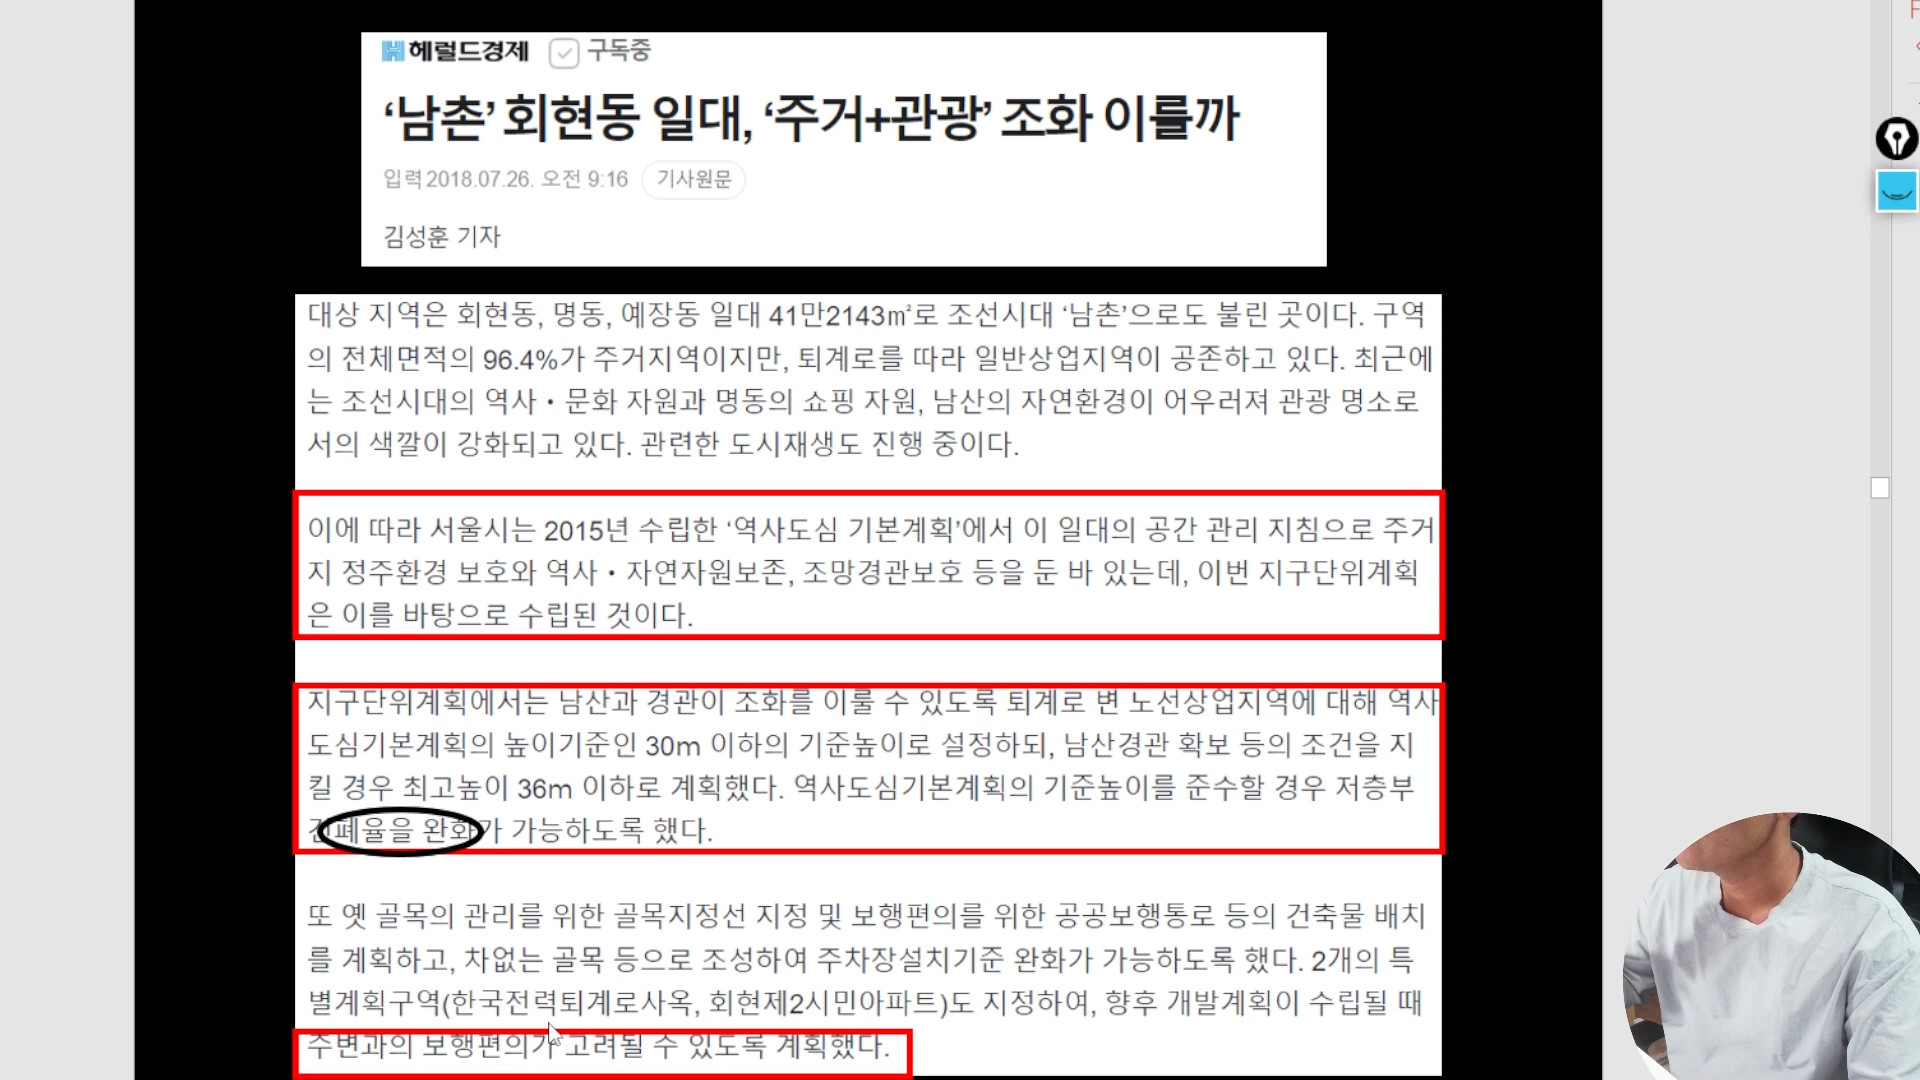 헤럴드경제 구독중
‘남촌’ 회현동 일대, ‘주거+관광’ 조화 이룰까
입력 2018.07.26. 오전 9:16 기사원문
김성훈 기자
대상 지역은 회현동, 명동, 예장동 일대 41만2143㎡로 조선시대 ‘남촌’으로도 불린 곳이다. 구역
의 전체면적의 96.4%가 주거지역이지만, 퇴계로를 따라 일반상업지역이 공존하고 있다. 최근에
는 조선시대의 역사・문화 자원과 명동의 쇼핑 자원, 남산의 자연환경이 어우러져 관광 명소로
서의 색깔이 강화되고 있다. 관련한 도시재생도 진행 중이다.
이에 따라 서울시는 2015년 수립한 ‘역사도심 기본계획’에서 이 일대의 공간 관리 지침으로 주거
지 정주환경 보호와 역사・자연자원보존, 조망경관보호 등을 둔 바 있는데, 이번 지구단위계획
은 이를 바탕으로 수립된 것이다.
지구단위계획에서는 남산과 경관이 조화를 이룰 수 있도록 퇴계로 변 노선상업지역에 대해 역사
도심기본계획의 높이기준인 30m 이하의 기준높이로 설정하되, 남산경관 확보 등의 조건을 지
킬 경우 최고높이 36m 이하로 계획했다. 역사도심기본계획의 기준높이를 준수할 경우 저층부
건폐율을 완화가 가능하도록 했다.
또 옛 골목의 관리를 위한 골목지정선 지정 및 보행편의를 위한 공공보행통로 등의 건축물 배치
를 계획하고, 차없는 골목 등으로 조성하여 주차장설치기준 완화가 가능하도록 했다. 2개의 특
별계획구역(한국전력퇴계로사옥, 회현제2시민아파트)도 지정하여, 향후 개발계획이 수립될 때
주변과의 보행편의가 고려될 수 있도록 계획했다.